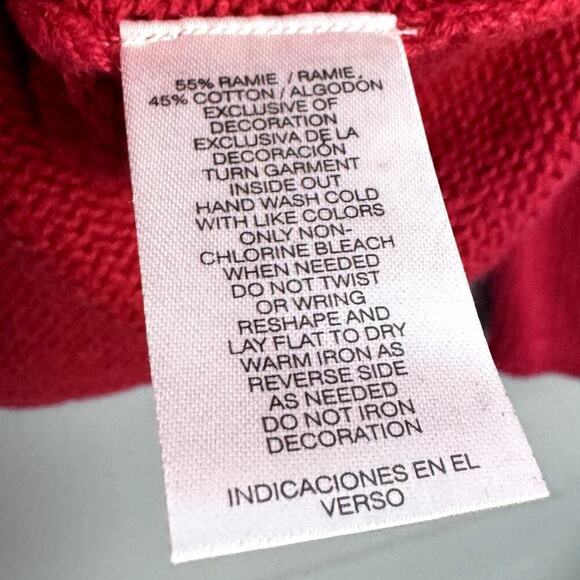 55% RAMIE / RAMIE
45% COTTON / ALGODÓN
EXCLUSIVE OF
DECORATION
EXCLUSIVA DE LA
DECORACIÓN
TURN GARMENT
INSIDE OUT
HAND WASH COLD
WITH LIKE COLORS
ONLY NON-
CHLORINE BLEACH
WHEN NEEDED
DO NOT TWIST
OR WRING
RESHAPE AND
LAY FLAT TO DRY
WARM IRON AS
REVERSE SIDE
AS NEEDED
DO NOT IRON
DECORATION
INDICACIONES EN EL
VERSO